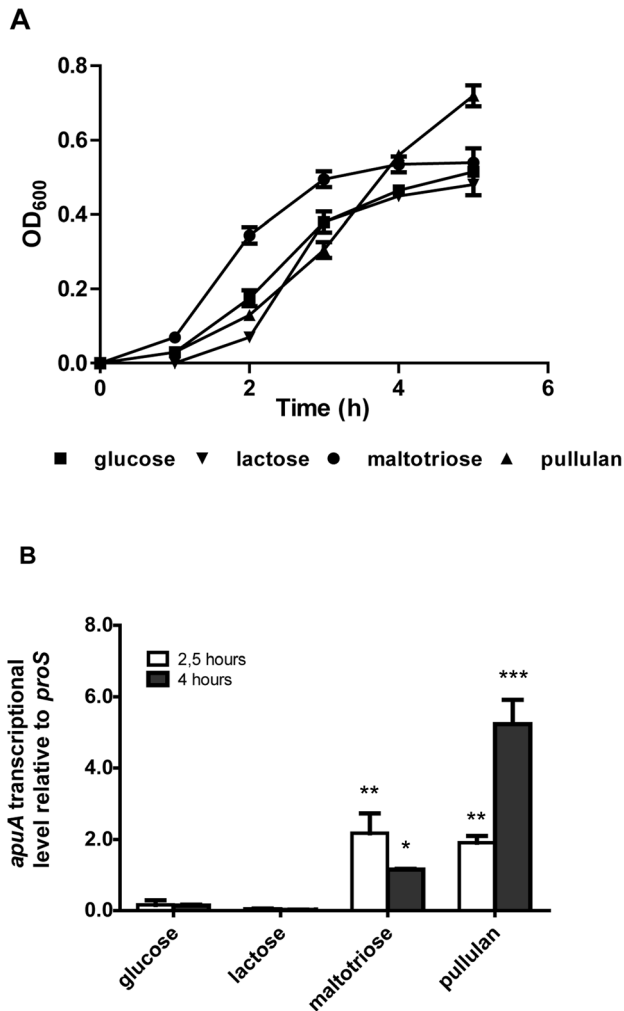 A
0.8
0.6
0.4
0.2
0.0
OD600
0
2
4
6
Time (h)
glucose lactose maltotriose pullulan
B
8.0
6.0
4.0
2.0
0.0
apuA transcriptional
level relative to proS
2,5 hours
4 hours
**
*
**
***
glucose
lactose
maltotriose
pullulan